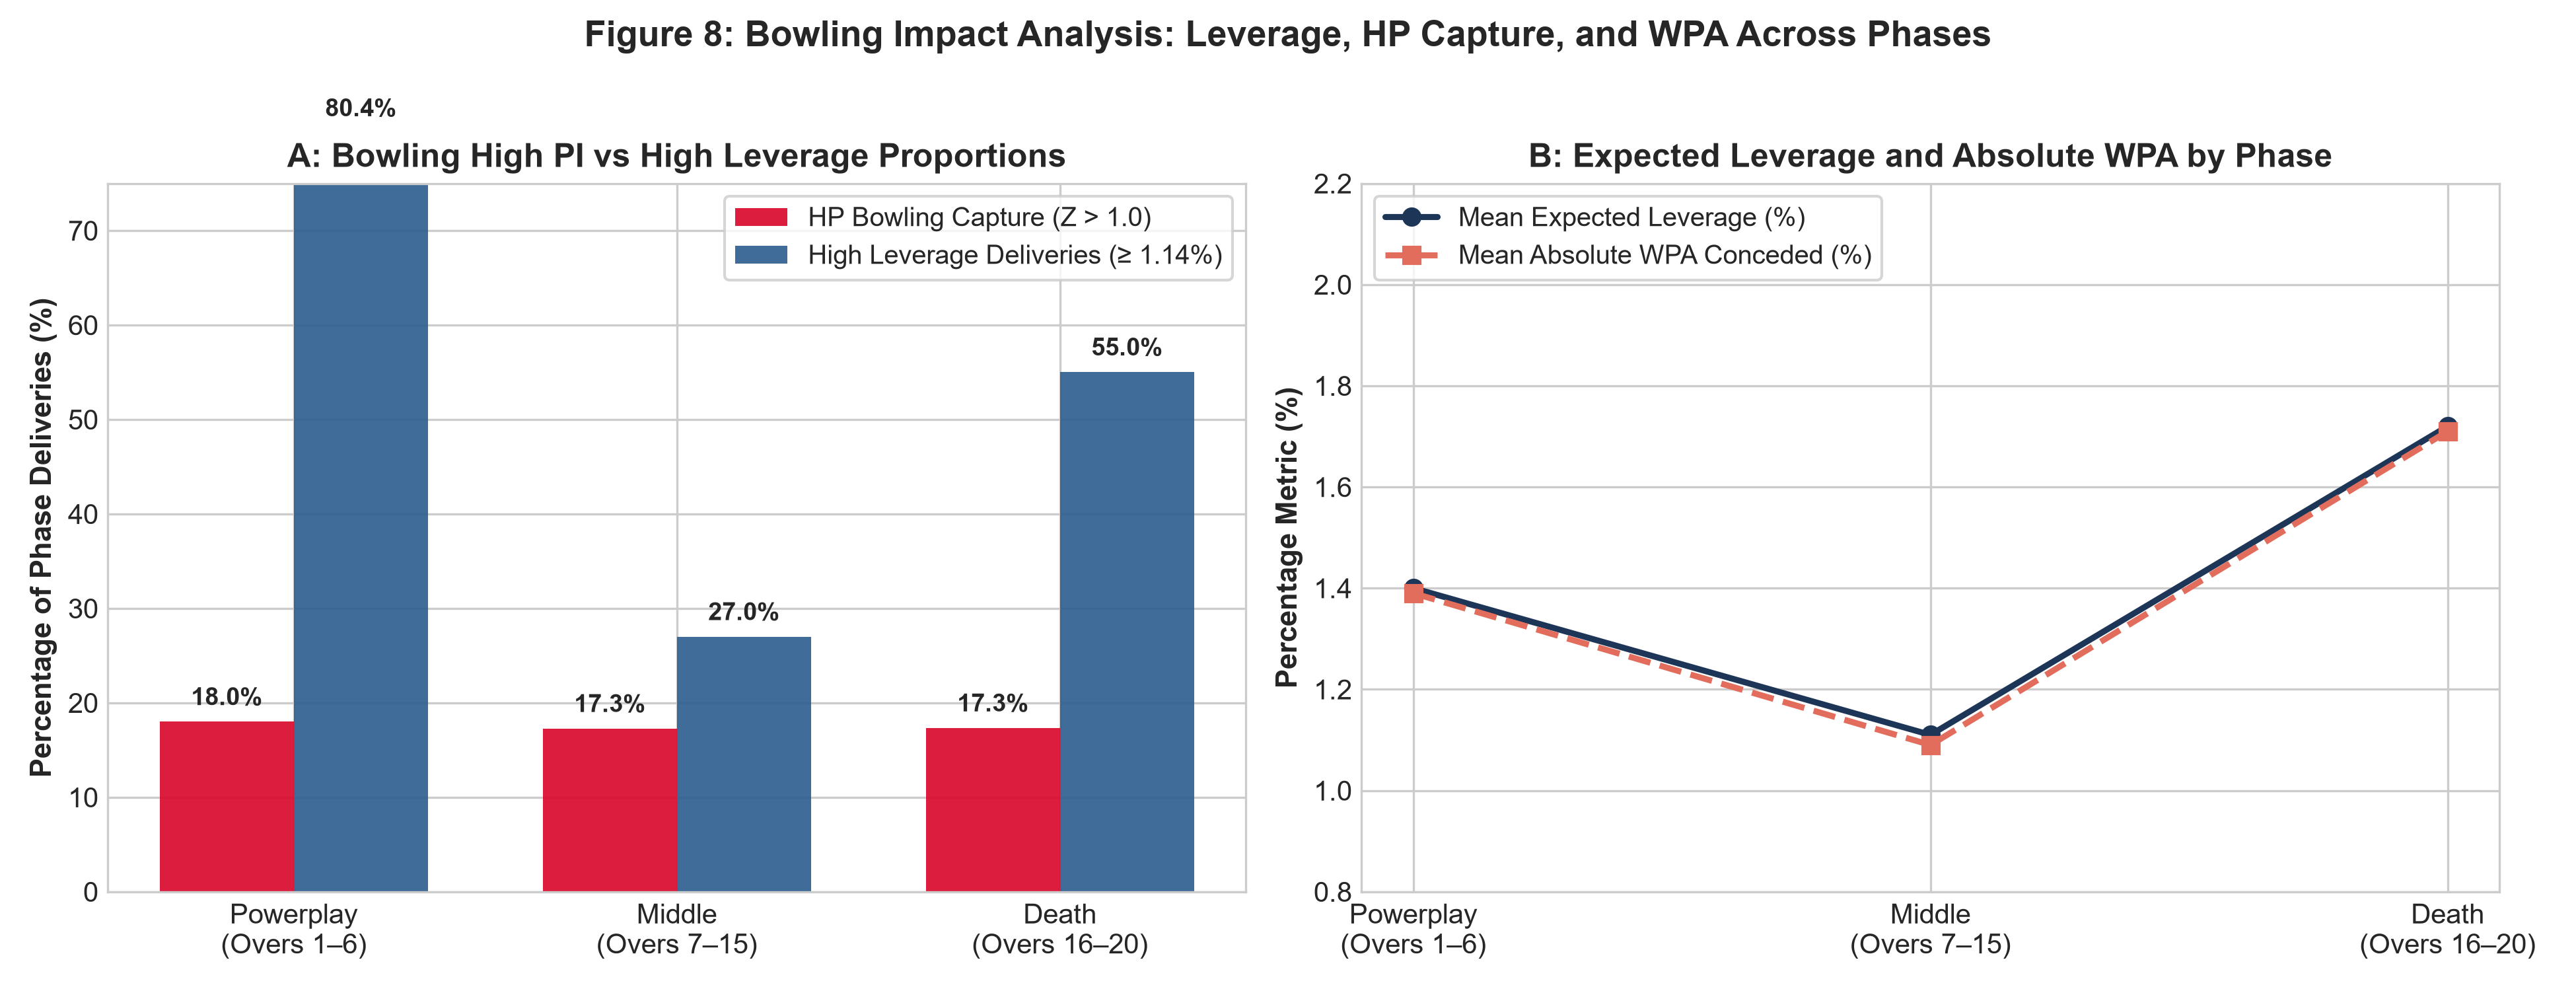 Figure 8: Bowling Impact Analysis: Leverage, HP Capture, and WPA Across Phases
A: Bowling High PI vs High Leverage Proportions
80.4%
HP Bowling Capture (Z > 1.0)
High Leverage Deliveries (≥ 1.14%)
Percentage of Phase Deliveries (%)
70
60
50
40
30
20
10
0
18.0%
17.3%
27.0%
17.3%
55.0%
Powerplay
(Overs 1–6)
Middle
(Overs 7–15)
Death
(Overs 16–20)
B: Expected Leverage and Absolute WPA by Phase
Mean Expected Leverage (%)
Mean Absolute WPA Conceded (%)
Percentage Metric (%)
2.2
2.0
1.8
1.6
1.4
1.2
1.0
0.8
Powerplay
(Overs 1–6)
Middle
(Overs 7–15)
Death
(Overs 16–20)